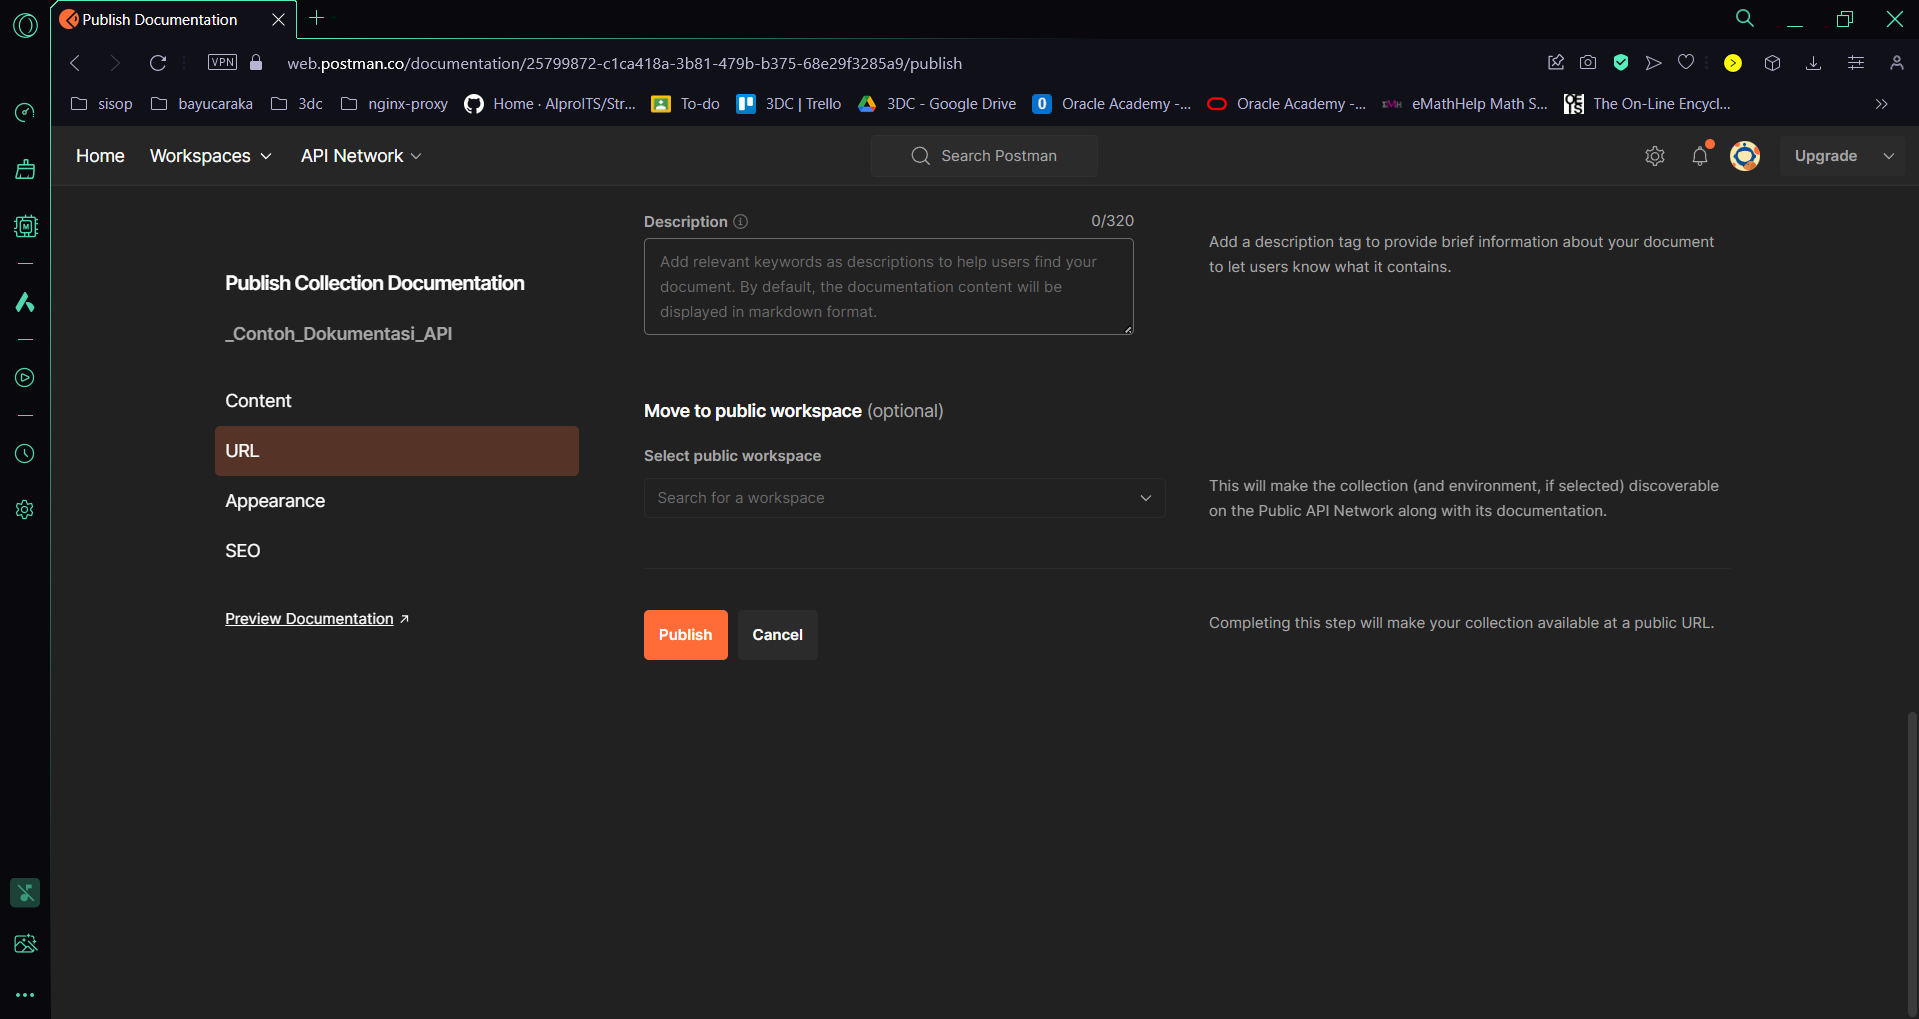 Publish Documentation
VPN
web.postman.co/documentation/25799872-c1ca418a-3b81-479b-b375-68e29f3285a9/publish
sisop
bayucaraka
3dc
nginx-proxy
Home · AlproITS/Str...
To-do
3DC | Trello
3DC - Google Drive
O
Oracle Academy -...
Oracle Academy -...
EMH
eMathHelp Math S...
OE
IS
The On-Line Encycl...
Home
Workspaces
API Network
Search Postman
Upgrade
M
Publish Collection Documentation
_Contoh_Dokumentasi_API
Content
URL
Appearance
SEO
Preview Documentation ↗
Description
0/320
Add relevant keywords as descriptions to help users find your
document. By default, the documentation content will be
displayed in markdown format.
Add a description tag to provide brief information about your document
to let users know what it contains.
Move to public workspace (optional)
Select public workspace
Search for a workspace
This will make the collection (and environment, if selected) discoverable
on the Public API Network along with its documentation.
Publish
Cancel
Completing this step will make your collection available at a public URL.